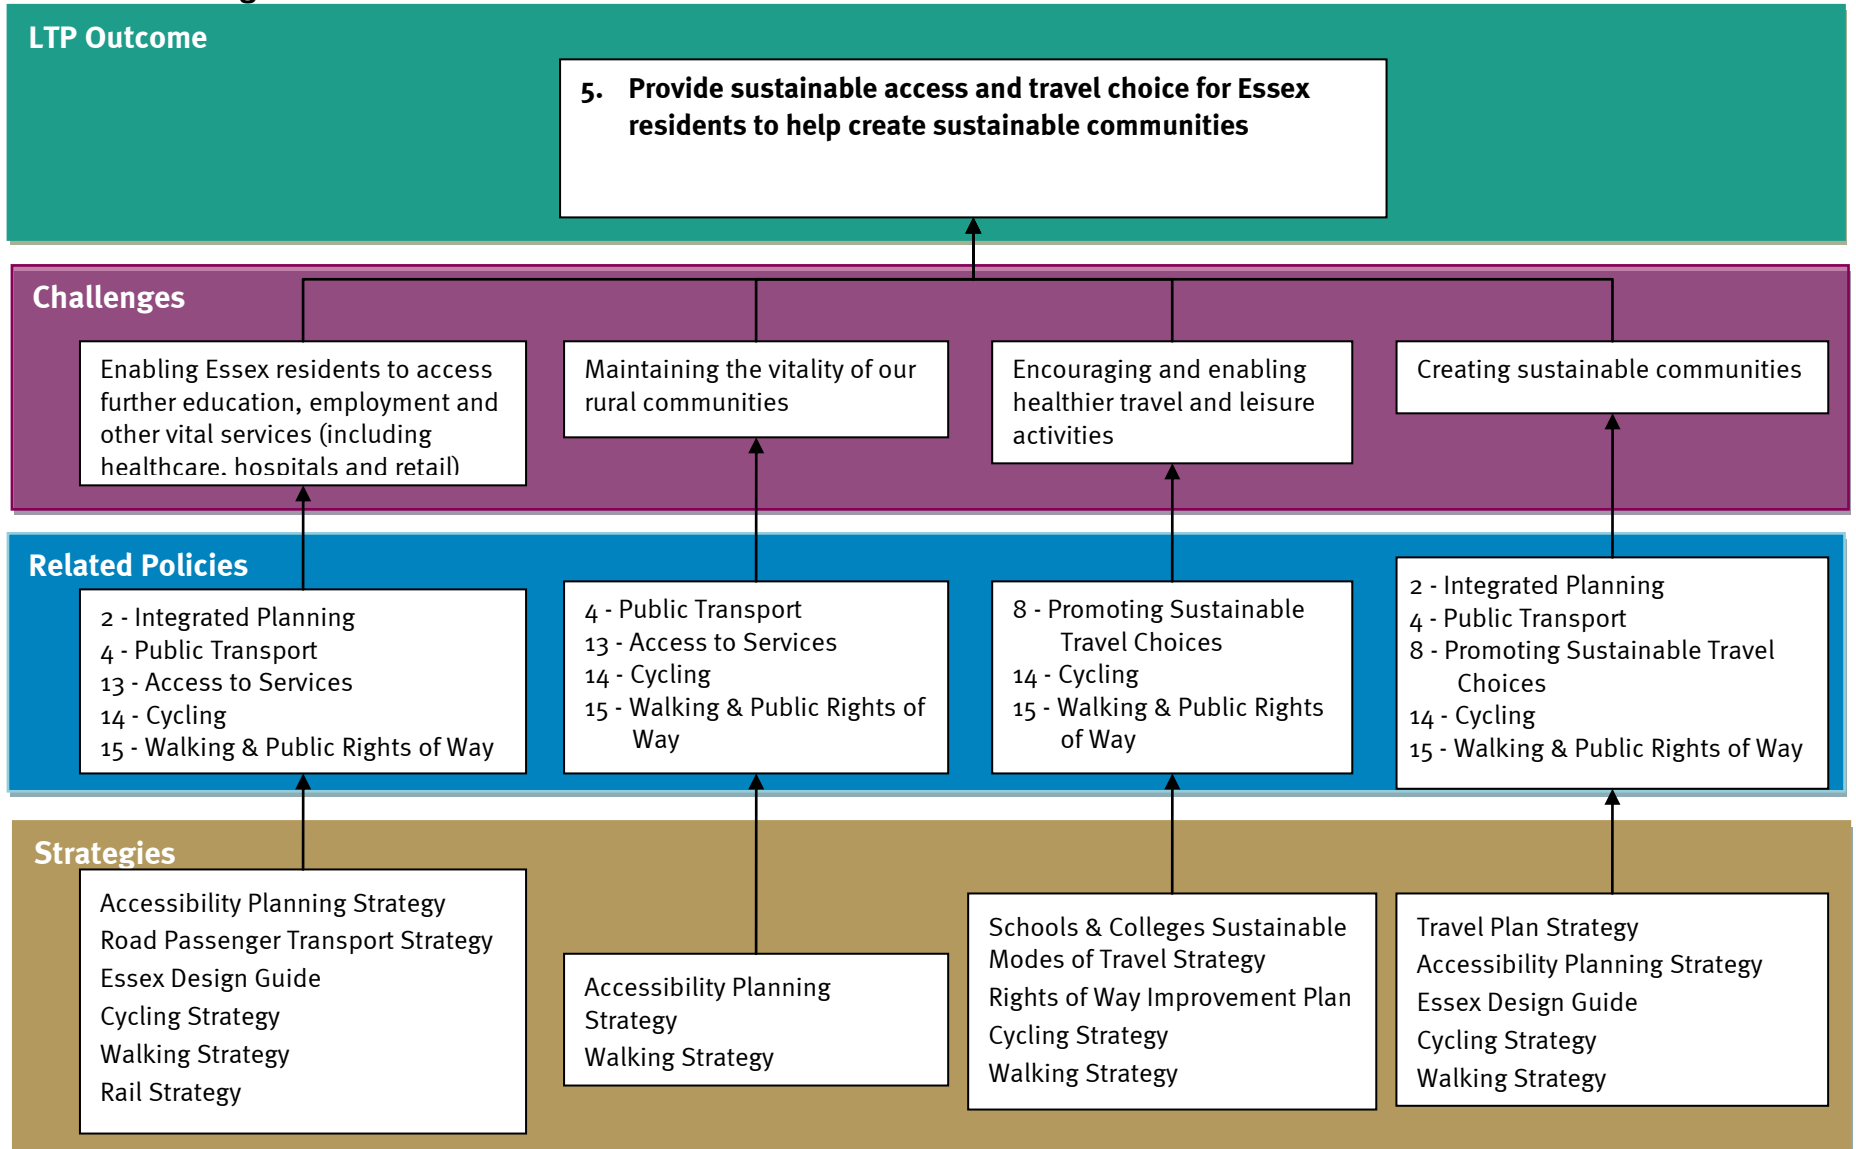 LTP Outcome
5. Provide sustainable access and travel choice for Essex
residents to help create sustainable communities
Challenges
Enabling Essex residents to access
further education, employment and
other vital services (including
healthcare, hospitals and retail)
Maintaining the vitality of our
rural communities
Encouraging and enabling
healthier travel and leisure
activities
Creating sustainable communities
Related Policies
2 - Integrated Planning
4 - Public Transport
13 - Access to Services
14 - Cycling
15 - Walking & Public Rights of Way
4 - Public Transport
13 - Access to Services
14 - Cycling
15 - Walking & Public Rights of
Way
8 - Promoting Sustainable
Travel Choices
14 - Cycling
15 - Walking & Public Rights
of Way
2 - Integrated Planning
4 - Public Transport
8 - Promoting Sustainable Travel
Choices
14 - Cycling
15 - Walking & Public Rights of Way
Strategies
Accessibility Planning Strategy
Road Passenger Transport Strategy
Essex Design Guide
Cycling Strategy
Walking Strategy
Rail Strategy
Accessibility Planning
Strategy
Walking Strategy
Schools & Colleges Sustainable
Modes of Travel Strategy
Rights of Way Improvement Plan
Cycling Strategy
Walking Strategy
Travel Plan Strategy
Accessibility Planning Strategy
Essex Design Guide
Cycling Strategy
Walking Strategy